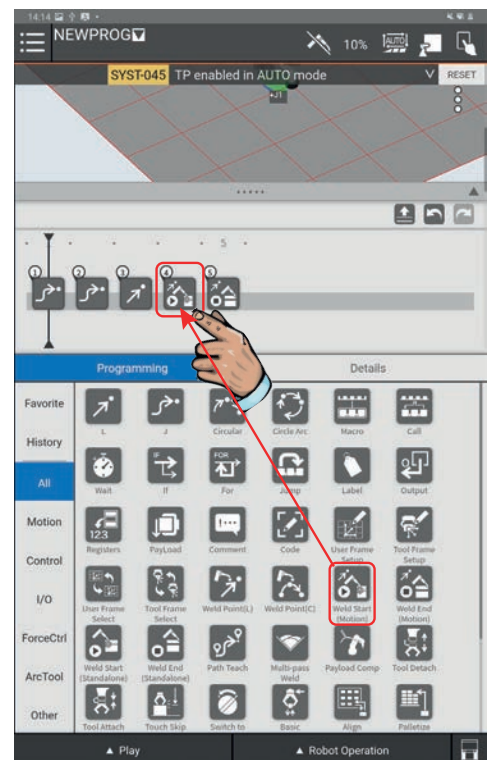 14:14
NEWPROG
10%
AUTO
SYST-045 TP enabled in AUTO mode
RESET
+J1
5
1 2 3 4 5
Programming Details
Favorite
History
All
Motion
Control
I/O
ForceCtrl
ArcTool
Other
L J Circular Circle Arc Macro Call
IF FOR
Wait If For Jump Label Output
123
Registers PayLoad Comment Code User Frame Setup Tool Frame Setup
User Frame Select Tool Frame Select Weld Point(L) Weld Point(C) Weld Start (Motion) Weld End (Motion)
Weld Start (Standalone) Weld End (Standalone) Path Teach Multi-pass Weld Payload Comp Tool Detach
Tool Attach Touch Skip Switch to Basic Align Palletize
▲ Play ▲ Robot Operation